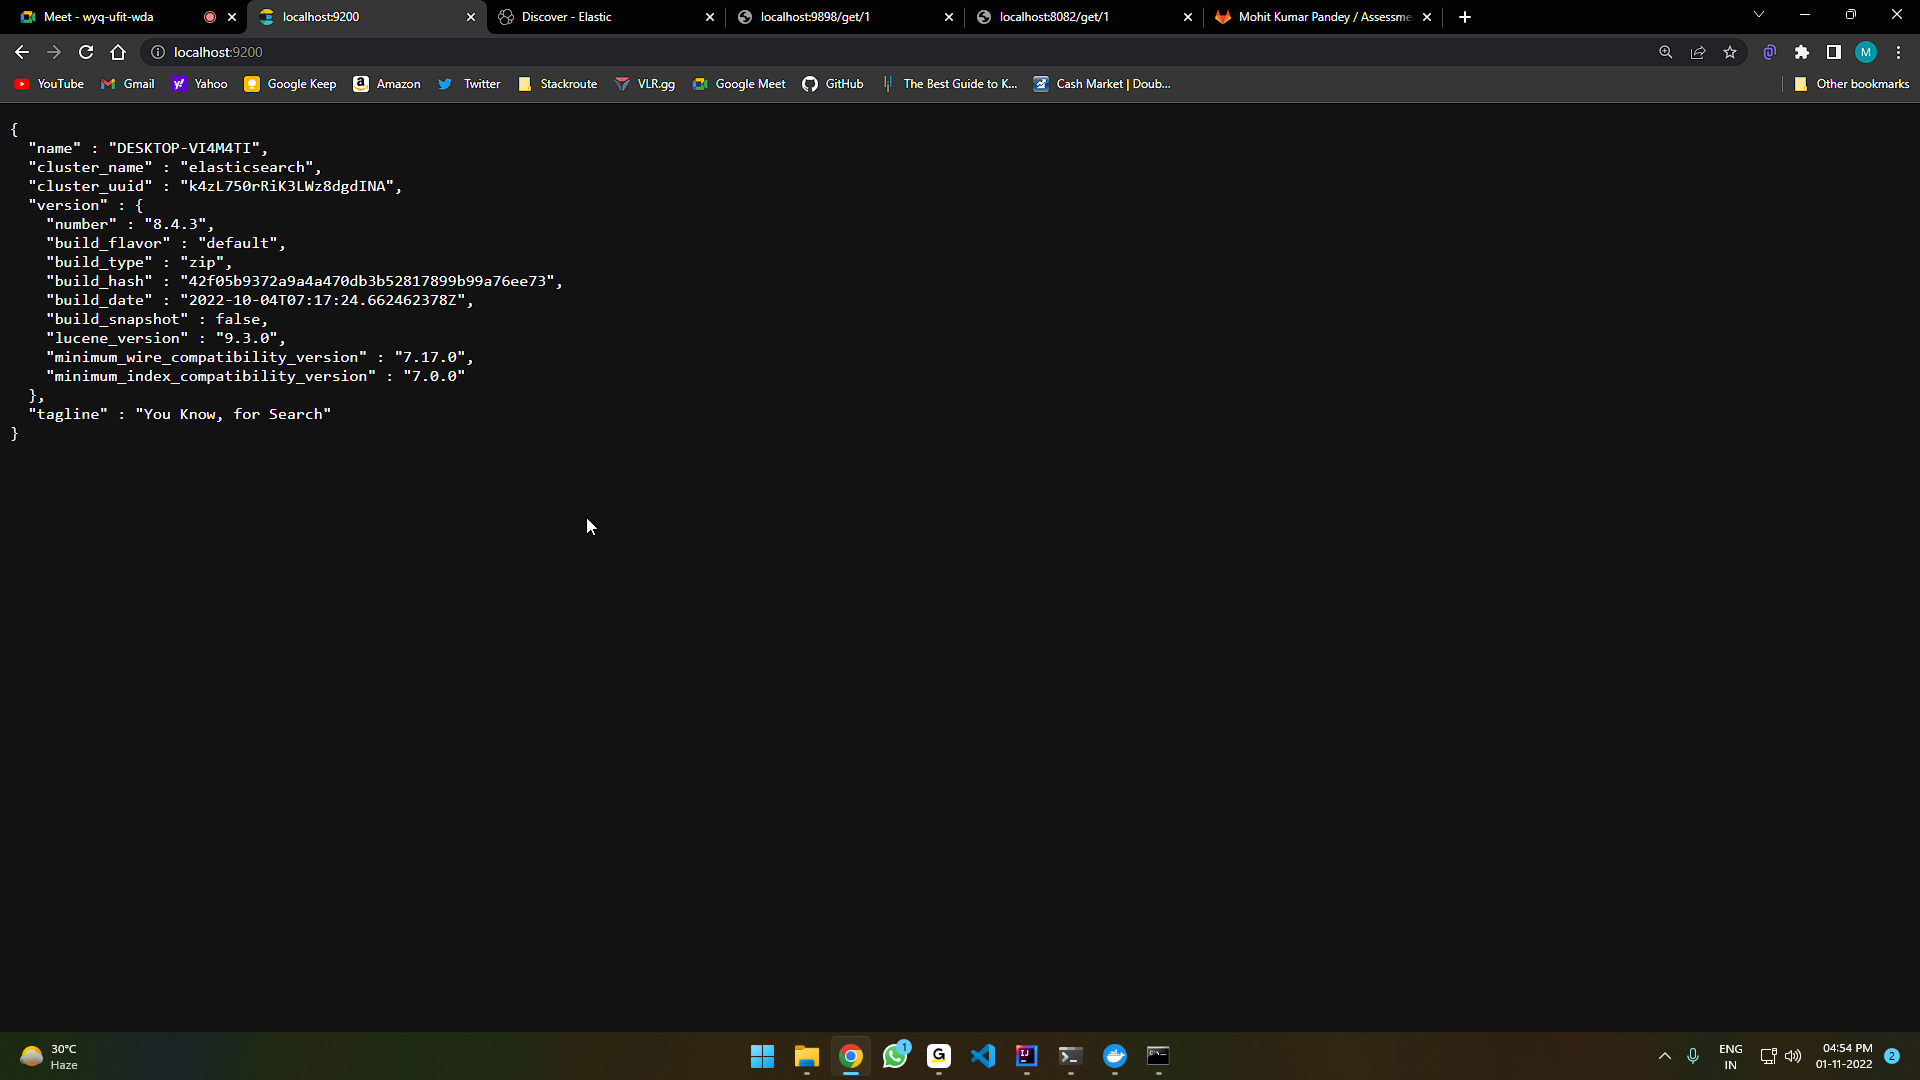 Meet - wyq-ufit-wda
localhost:9200
Discover - Elastic
localhost:9898/get/1
localhost:8082/get/1
Mohit Kumar Pandey / Assessme
localhost:9200
M
YouTube
Gmail
Yahoo
Google Keep
Amazon
Twitter
Stackroute
VLR.gg
Google Meet
GitHub
The Best Guide to K...
Cash Market | Doub...
Other bookmarks
{
"name" : "DESKTOP-VI4M4TI",
"cluster_name" : "elasticsearch",
"cluster_uuid" : "k4zL750rRiK3LWz8dgdINA",
"version" : {
"number" : "8.4.3",
"build_flavor" : "default",
"build_type" : "zip",
"build_hash" : "42f05b9372a9a4a470db3b52817899b99a76ee73",
"build_date" : "2022-10-04T07:17:24.662462378Z",
"build_snapshot" : false,
"lucene_version" : "9.3.0",
"minimum_wire_compatibility_version" : "7.17.0",
"minimum_index_compatibility_version" : "7.0.0"
},
"tagline" : "You Know, for Search"
}
30°C
Haze
1
G
IJ
ENG
IN
04:54 PM
01-11-2022
2